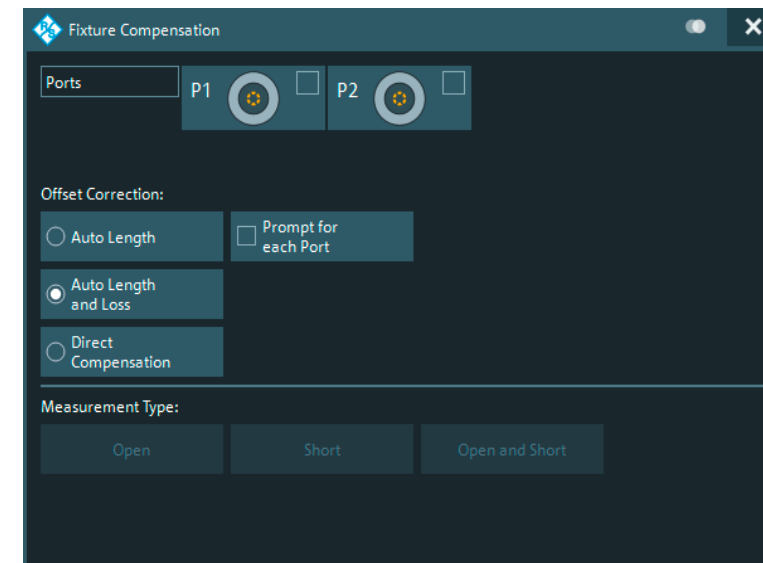 Fixture Compensation
Ports
P1
P2
Offset Correction:
Auto Length
Prompt for
each Port
Auto Length
and Loss
Direct
Compensation
Measurement Type:
Open
Short
Open and Short